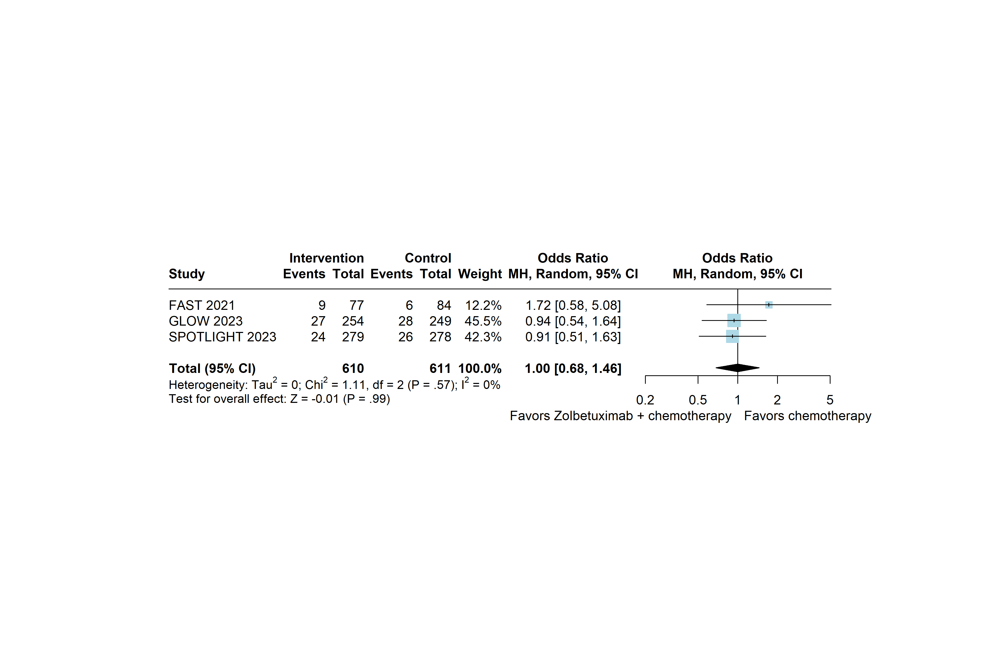 Intervention Control Odds Ratio Odds Ratio
Study Events Total Events Total Weight MH, Random, 95% CI MH, Random, 95% CI
FAST 2021 9 77 6 84 12.2% 1.72 [0.58, 5.08]
GLOW 2023 27 254 28 249 45.5% 0.94 [0.54, 1.64]
SPOTLIGHT 2023 24 279 26 278 42.3% 0.91 [0.51, 1.63]
Total (95% CI) 610 611 100.0% 1.00 [0.68, 1.46]
Heterogeneity: Tau² = 0; Chi² = 1.11, df = 2 (P = .57); I² = 0%
Test for overall effect: Z = -0.01 (P = .99)
0.2 0.5 1 2 5
Favors Zolbetuximab + chemotherapy Favors chemotherapy